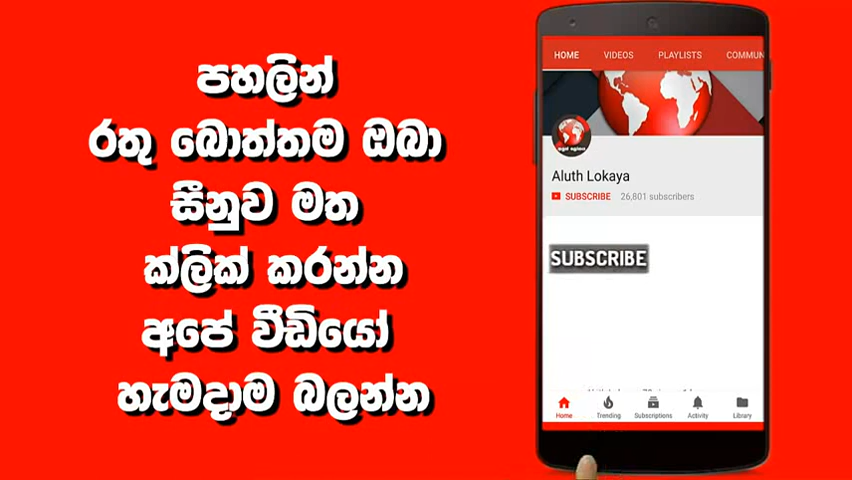 පහලින්
රතු බොත්තම ඔබා
සීනුව මත
ක්ලික් කරන්න
අපේ වීඩියෝ
හැමදාම බලන්න
HOME VIDEOS PLAYLISTS COMMUN
Aluth Lokaya
SUBSCRIBE 26,801 subscribers
SUBSCRIBE
Home Trending Subscriptions Activity Library